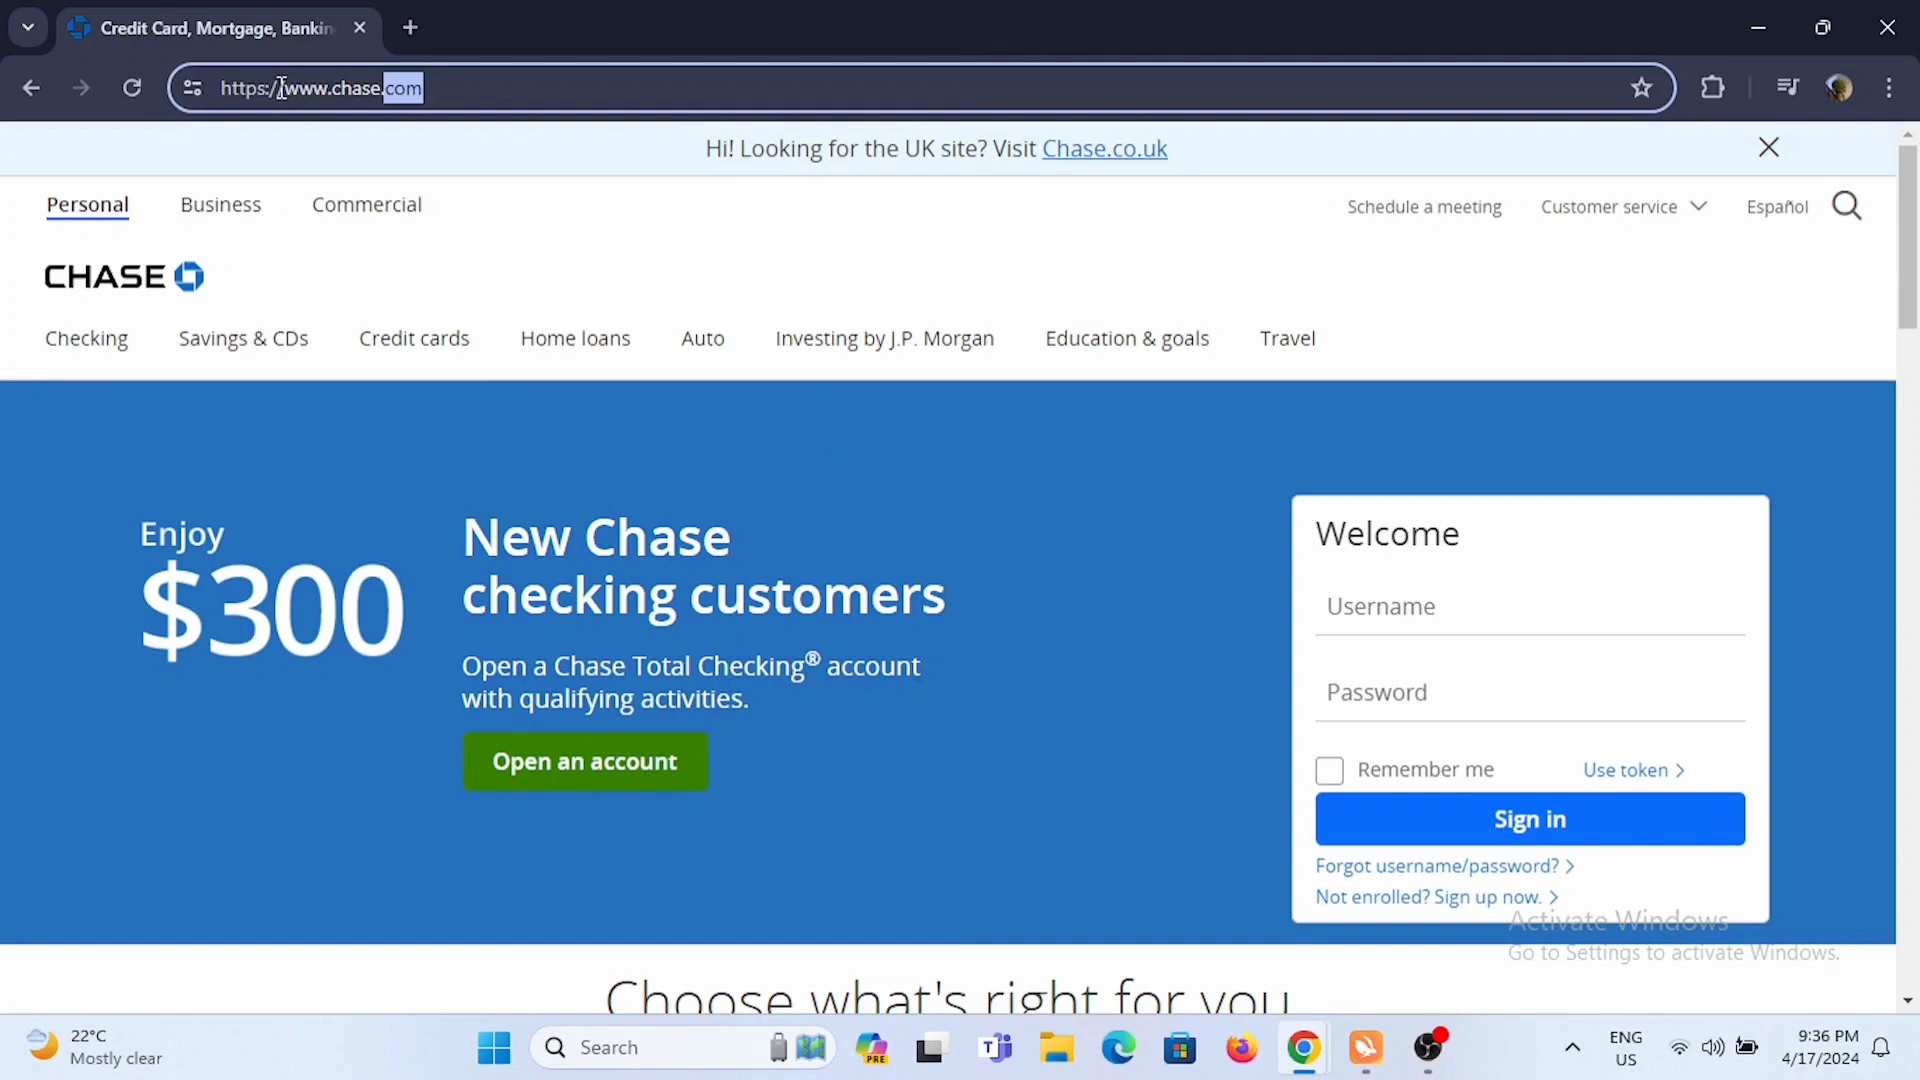 Credit Card, Mortgage, Bankin
https://www.chase.com
Hi! Looking for the UK site? Visit Chase.co.uk
Personal Business Commercial
Schedule a meeting Customer service Español
CHASE
Checking Savings & CDs Credit cards Home loans Auto Investing by J.P. Morgan Education & goals Travel
Enjoy
$300
New Chase
checking customers
Open a Chase Total Checking® account
with qualifying activities.
Open an account
Welcome
Username
Password
Remember me Use token >
Sign in
Forgot username/password? >
Not enrolled? Sign up now. >
Activate Windows
Go to Settings to activate Windows.
Choose what's right for you
22°C
Mostly clear
Search
PRE
ENG
US
9:36 PM
4/17/2024